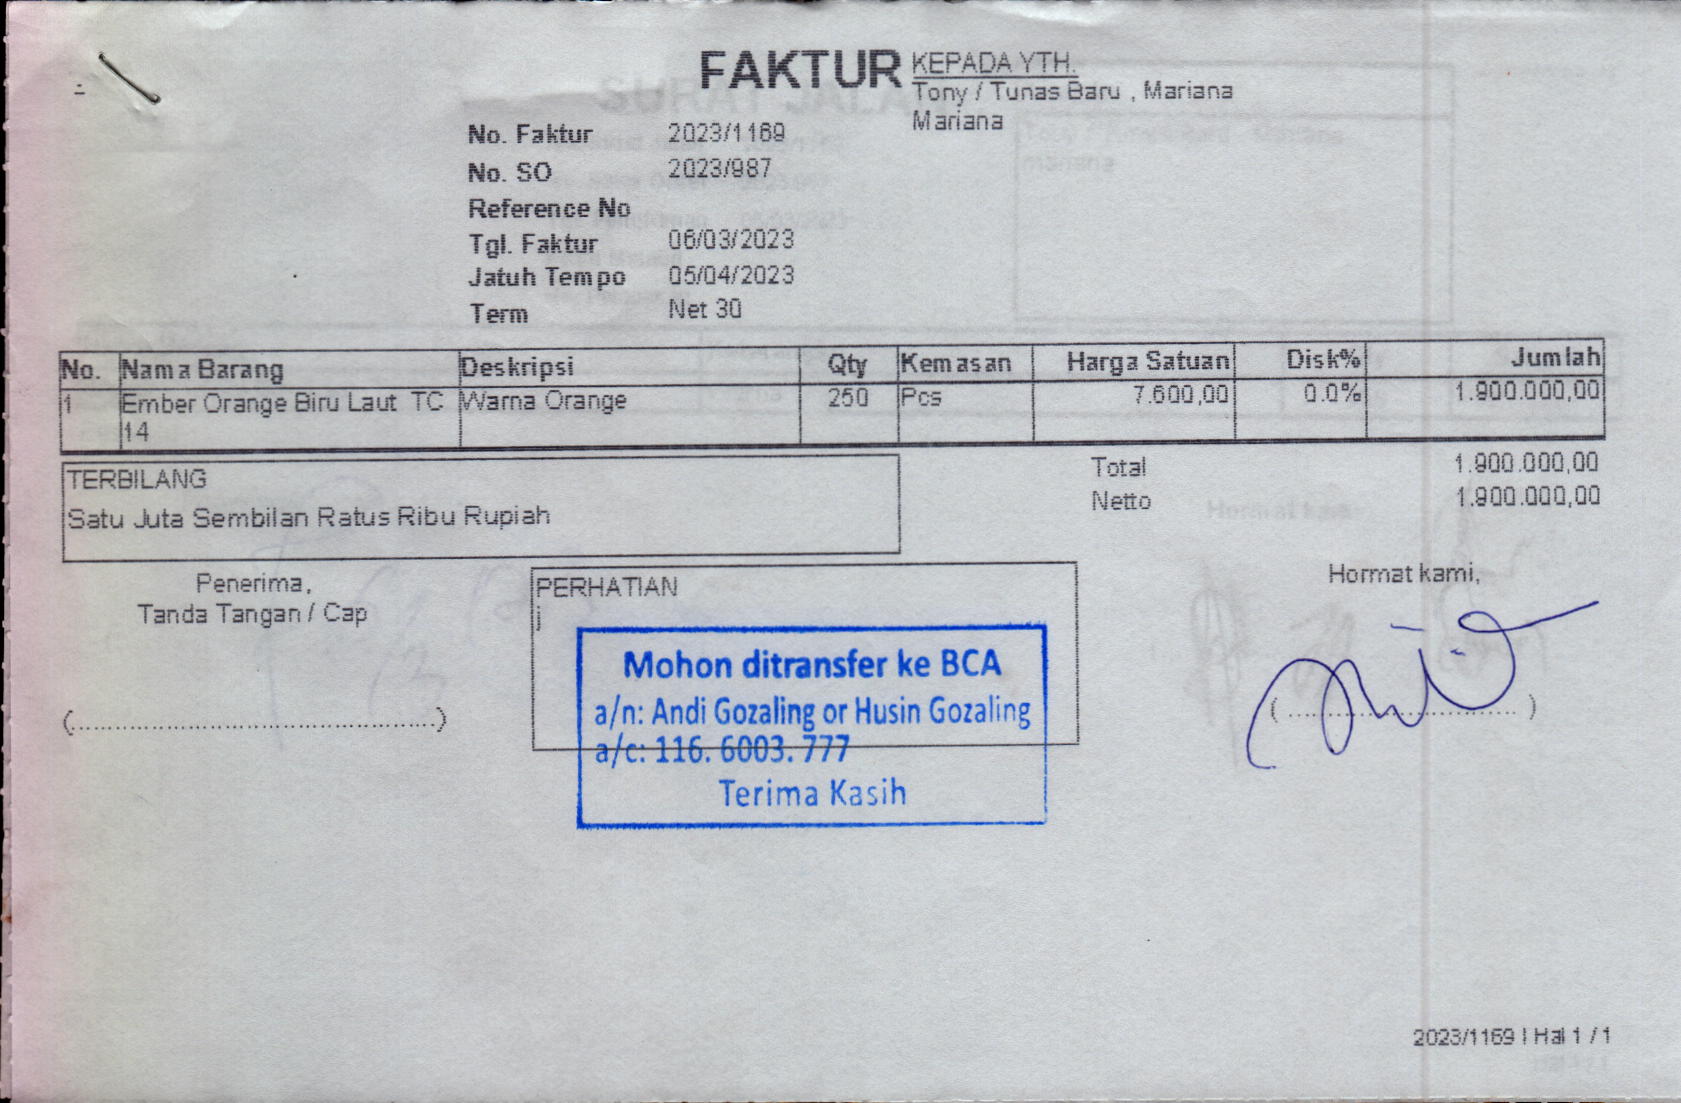 FAKTUR
KEPADA YTH.
Tony / Tunas Baru , Mariana
Mariana
No. Faktur 2023/1169
No. SO 2023/987
Reference No
Tgl. Faktur 06/03/2023
Jatuh Tempo 05/04/2023
Term Net 30
No. Nama Barang Deskripsi Qty Kemasan Harga Satuan Disk% Jumlah
1 Ember Orange Biru Laut TC Warna Orange 250 Pcs 7.600,00 0.0% 1.900.000,00
14
TERBILANG
Satu Juta Sembilan Ratus Ribu Rupiah
Total 1.900.000,00
Netto 1.900.000,00
Penerima,
Tanda Tangan / Cap
(.....................................)
PERHATIAN
j
Mohon ditransfer ke BCA
a/n: Andi Gozaling or Husin Gozaling
a/c: 116. 6003. 777
Terima Kasih
Hormat kami,
(..............................)
2023/1169 | Hal 1 / 1